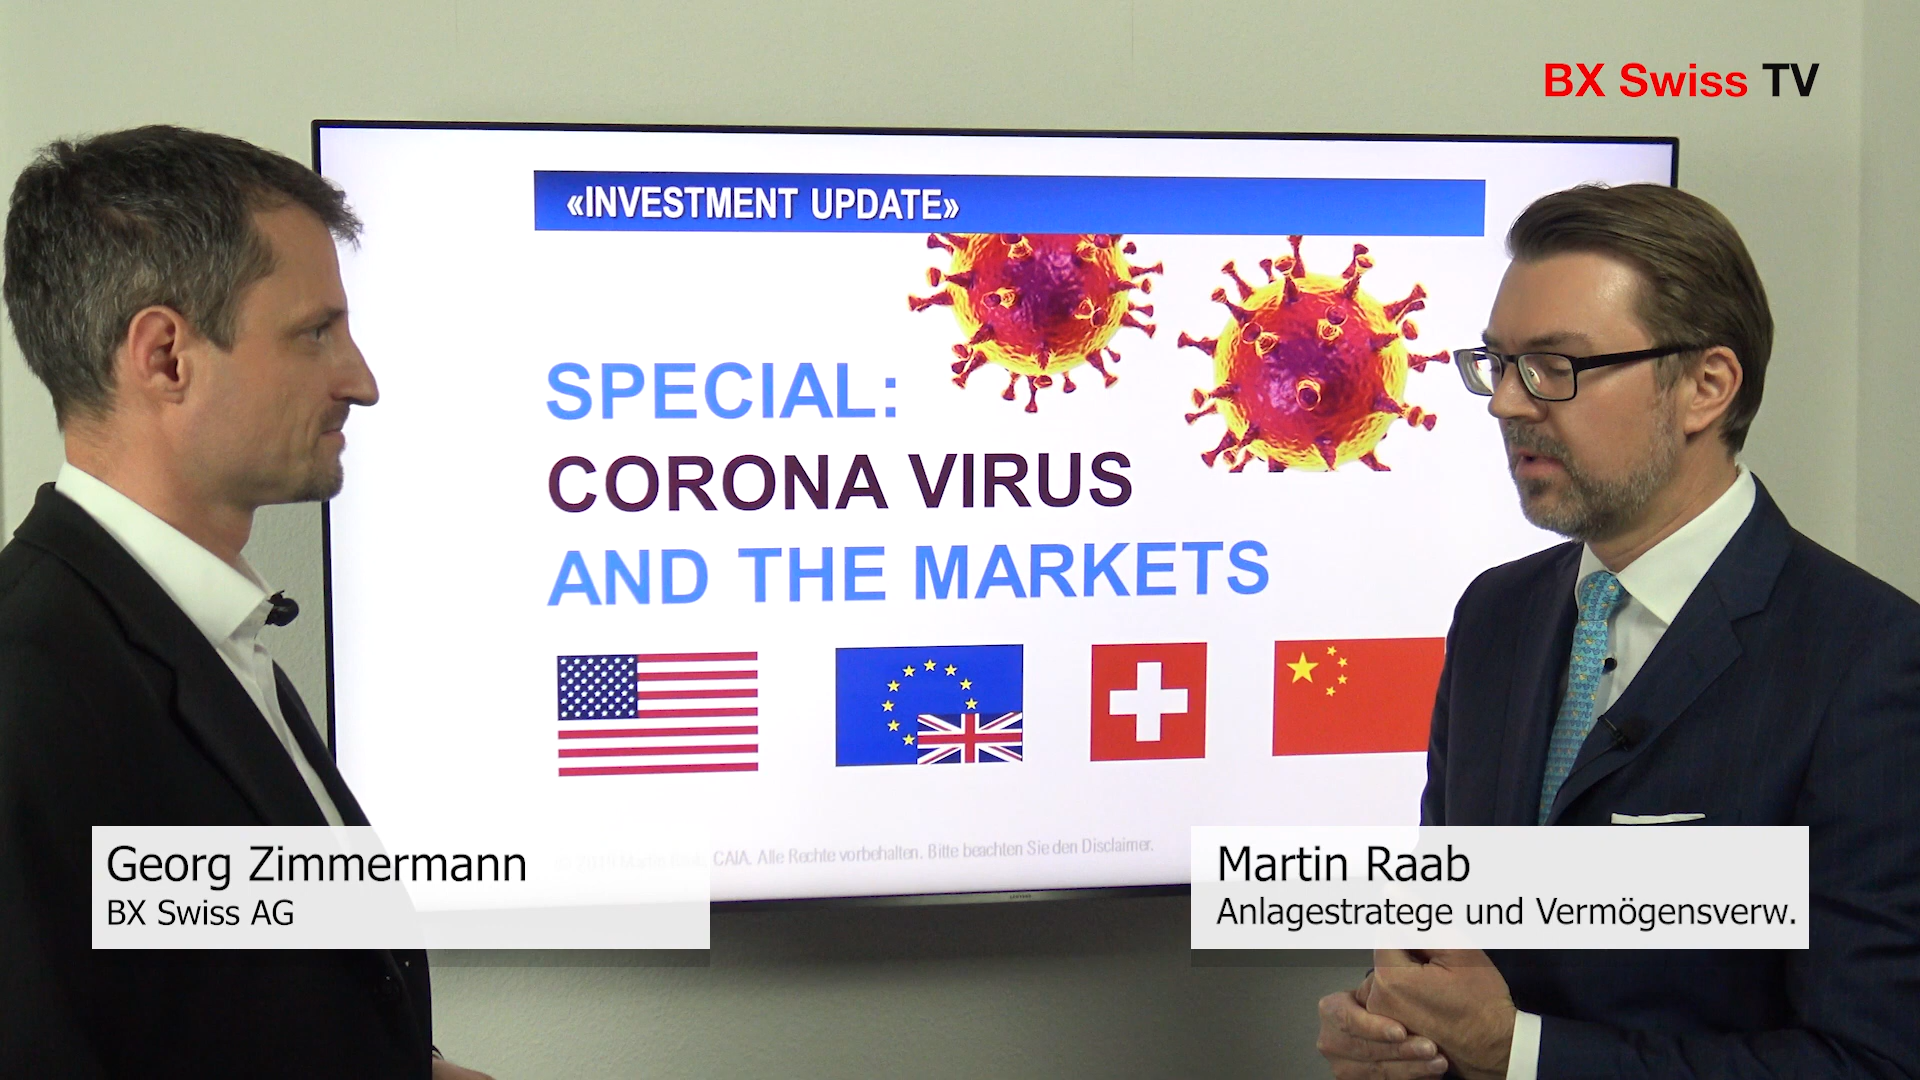 BX Swiss TV
«INVESTMENT UPDATE»
SPECIAL:
CORONA VIRUS
AND THE MARKETS
CAIA. Alle Rechte vorbehalten. Bitte beachten Sie den Disclaimer.
Georg Zimmermann
BX Swiss AG
Martin Raab
Anlagestratege und Vermögensverw.